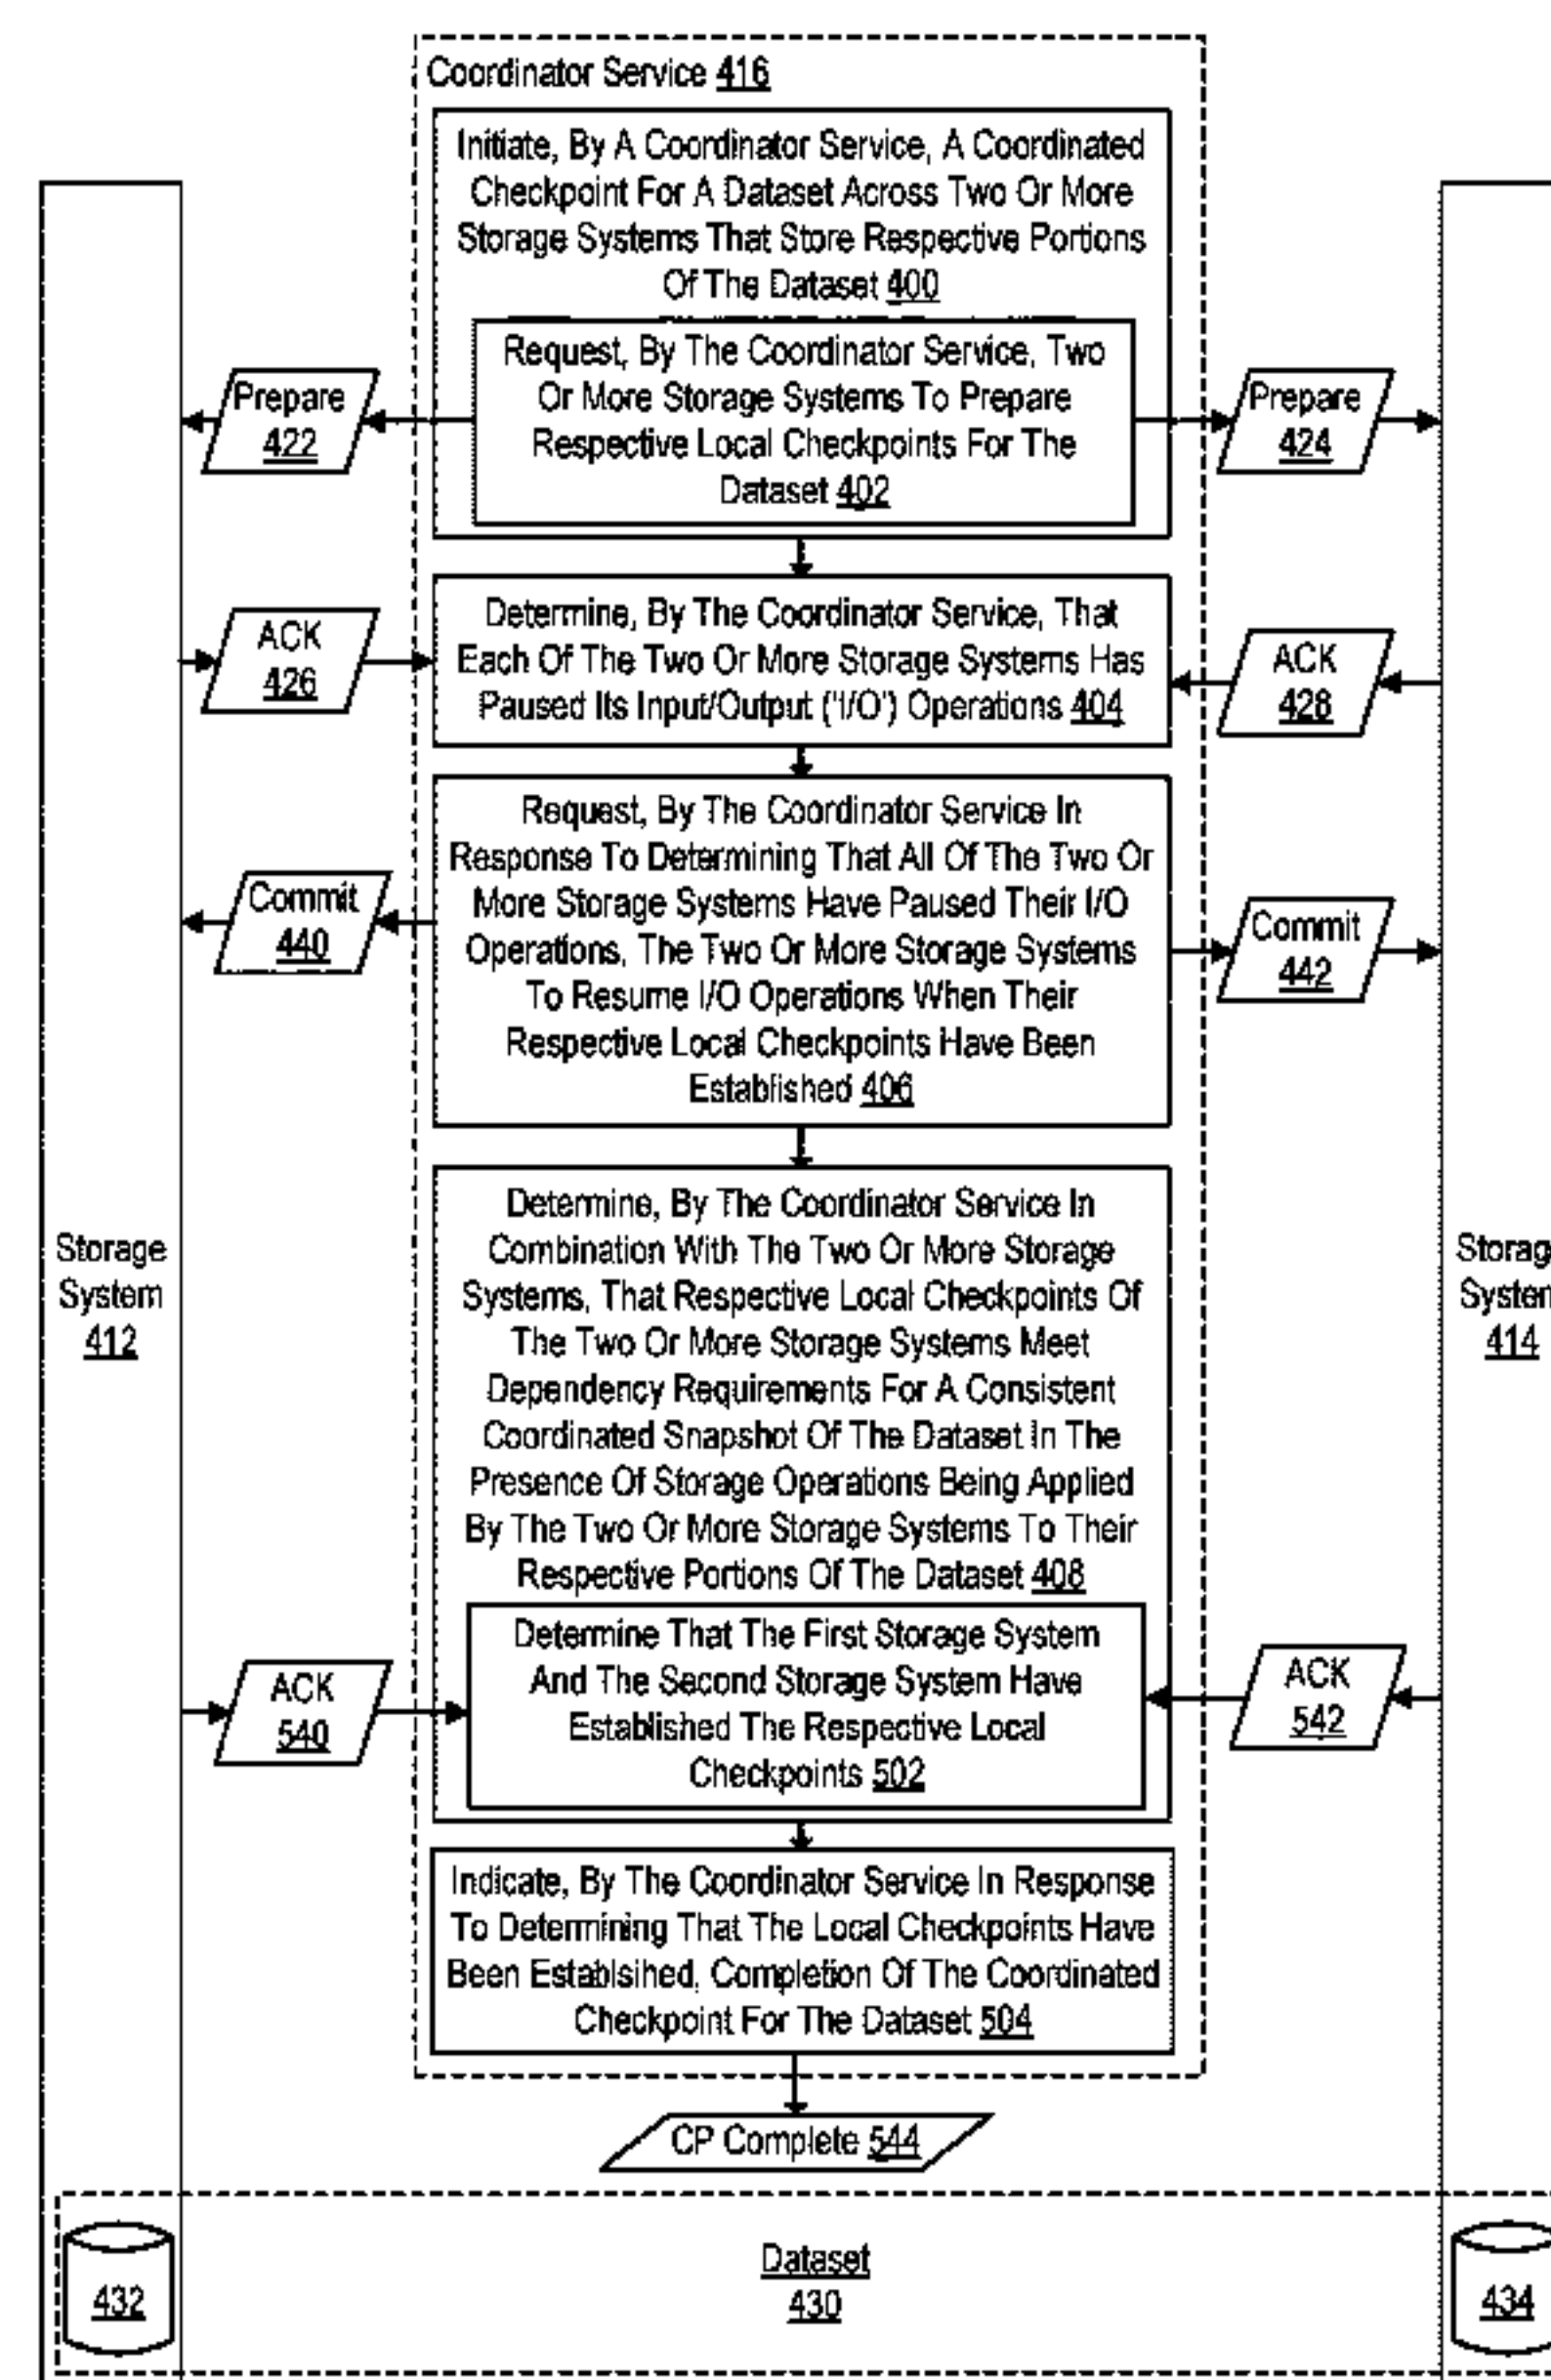 Coordinator Service 416
Initiate, By A Coordinator Service, A Coordinated
Checkpoint For A Dataset Across Two Or More
Storage Systems That Store Respective Portions
Of The Dataset 400
Request, By The Coordinator Service, Two
Or More Storage Systems To Prepare
Respective Local Checkpoints For The
Dataset 402
Prepare
422
Prepare
424
Determine, By The Coordinator Service, That
Each Of The Two Or More Storage Systems Has
Paused Its Input/Output ('I/O') Operations 404
ACK
426
ACK
428
Request, By The Coordinator Service In
Response To Determining That All Of The Two Or
More Storage Systems Have Paused Their I/O
Operations, The Two Or More Storage Systems
To Resume I/O Operations When Their
Respective Local Checkpoints Have Been
Established 406
Commit
440
Commit
442
Determine, By The Coordinator Service In
Combination With The Two Or More Storage
Systems, That Respective Local Checkpoints Of
The Two Or More Storage Systems Meet
Dependency Requirements For A Consistent
Coordinated Snapshot Of The Dataset In The
Presence Of Storage Operations Being Applied
By The Two Or More Storage Systems To Their
Respective Portions Of The Dataset 408
Storage
System
412
Storag
System
414
Determine That The First Storage System
And The Second Storage System Have
Established The Respective Local
Checkpoints 502
ACK
540
ACK
542
Indicate, By The Coordinator Service In Response
To Determining That The Local Checkpoints Have
Been Establsihed, Completion Of The Coordinated
Checkpoint For The Dataset 504
CP Complete 544
432
Dataset
430
434